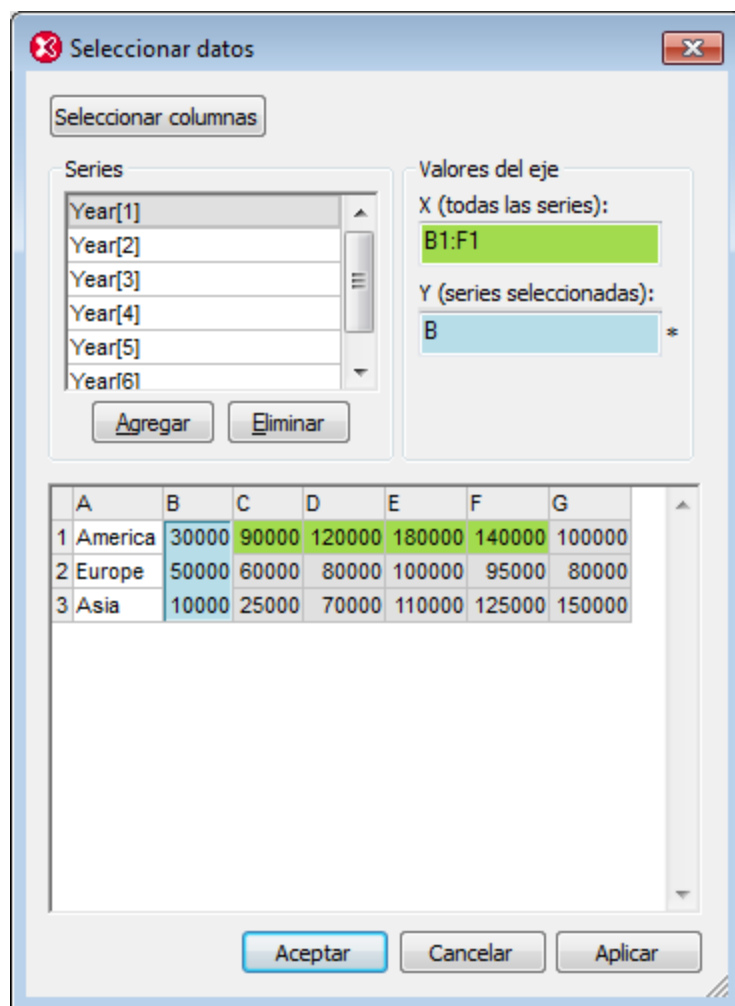 Seleccionar datos
Seleccionar columnas
Series
Year[1]
Year[2]
Year[3]
Year[4]
Year[5]
Year[6]
Agregar Eliminar
Valores del eje
X (todas las series):
B1:F1
Y (series seleccionadas):
B *
A B C D E F G
1 America 30000 90000 120000 180000 140000 100000
2 Europe 50000 60000 80000 100000 95000 80000
3 Asia 10000 25000 70000 110000 125000 150000
Aceptar Cancelar Aplicar